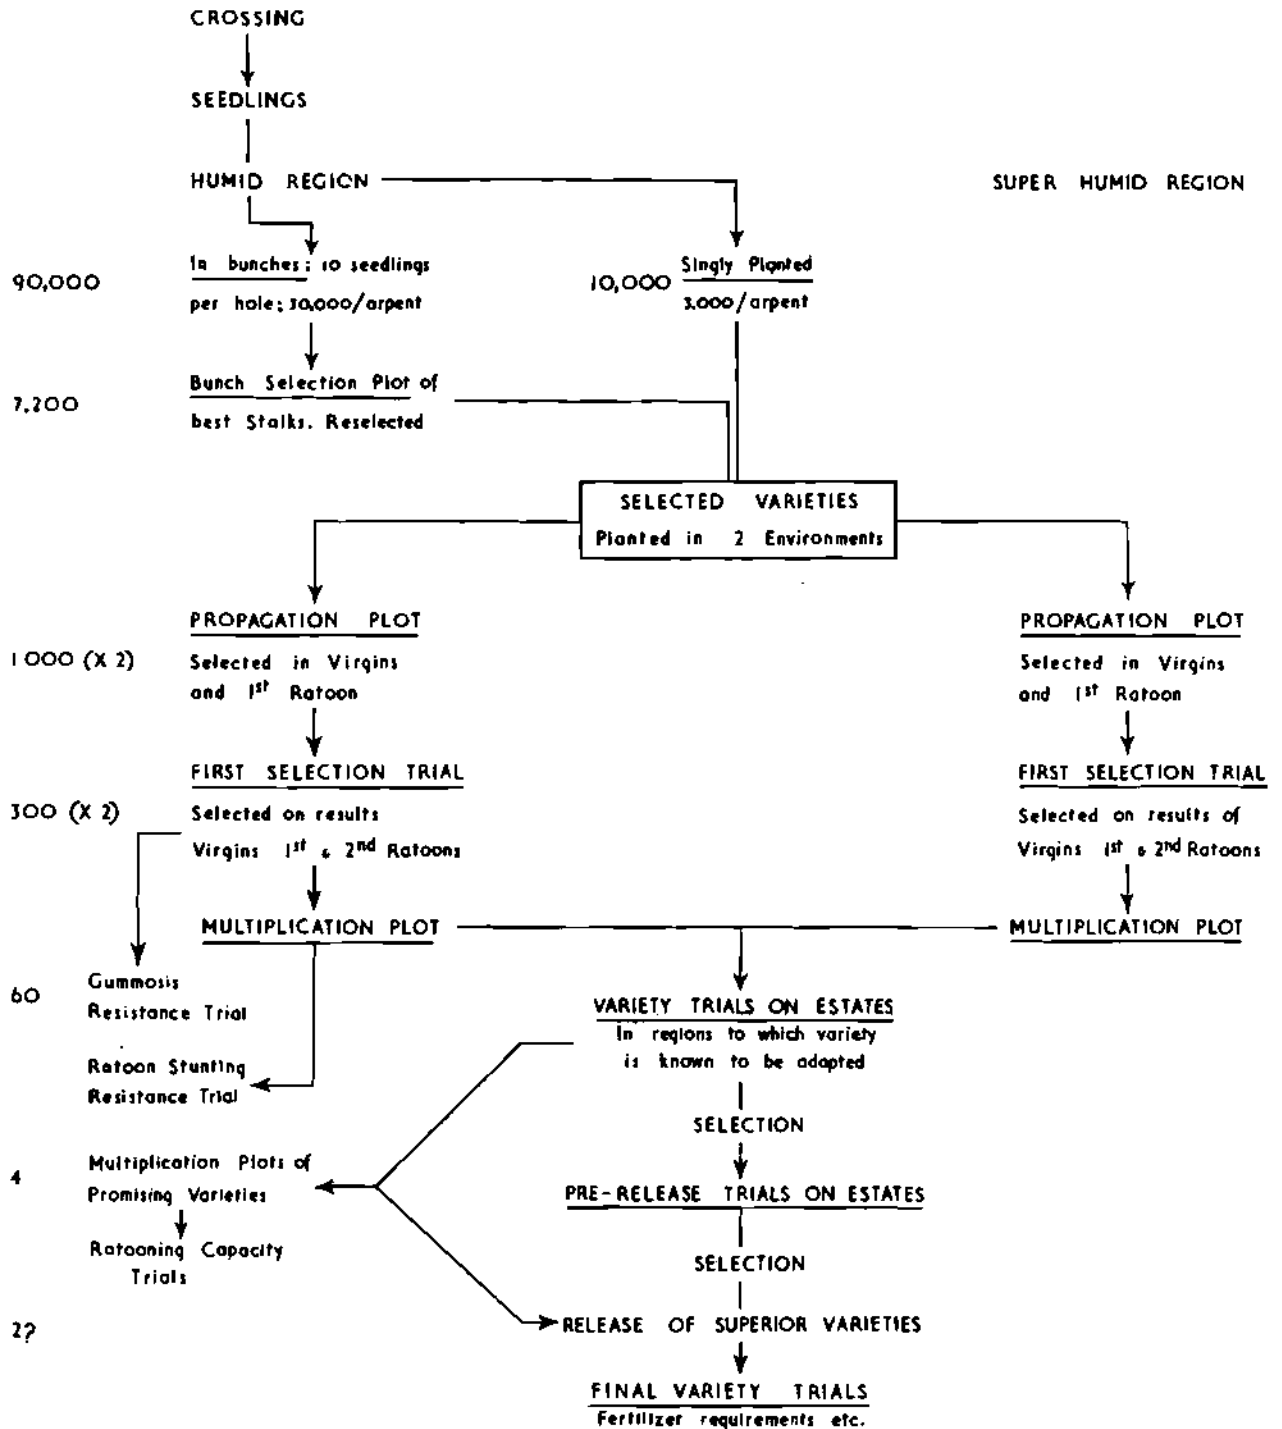 CROSSING
SEEDLINGS
HUMID REGION
SUPER HUMID REGION
90,000
In bunches: 10 seedlings
per hole; 30,000/arpent
10,000
Singly Planted
3,000/arpent
7,200
Bunch Selection Plot of
best Stalks. Reselected
SELECTED VARIETIES
Planted in 2 Environments
PROPAGATION PLOT
PROPAGATION PLOT
1000 (X 2)
Selected in Virgins
and 1st Ratoon
Selected in Virgins
and 1st Ratoon
FIRST SELECTION TRIAL
FIRST SELECTION TRIAL
300 (X 2)
Selected on results
Virgins 1st & 2nd Ratoons
Selected on results of
Virgins 1st & 2nd Ratoons
MULTIPLICATION PLOT
MULTIPLICATION PLOT
60
Gummosis
Resistance Trial
VARIETY TRIALS ON ESTATES
In regions to which variety
is known to be adapted
Ratoon Stunting
Resistance Trial
SELECTION
4
Multiplication Plots of
Promising Varieties
PRE-RELEASE TRIALS ON ESTATES
Ratooning Capacity
Trials
SELECTION
2?
RELEASE OF SUPERIOR VARIETIES
FINAL VARIETY TRIALS
Fertilizer requirements etc.